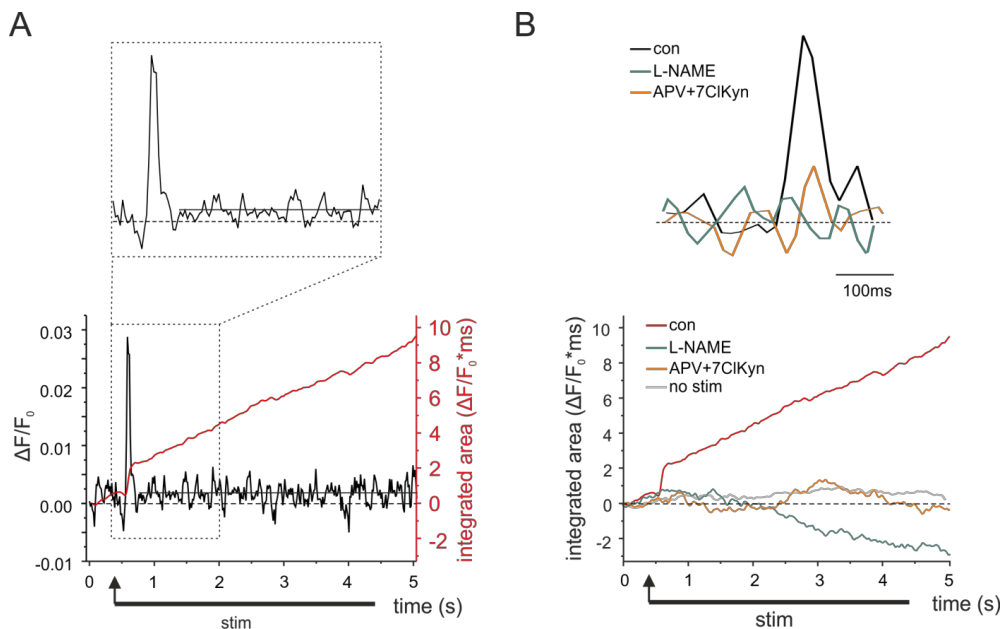 A
0.03
0.02
0.01
0.00
-0.01
ΔF/F0
10
8
6
4
2
0
-2
integrated area (ΔF/F0*ms)
0 1 2 3 4 5
time (s)
stim
B
con
L-NAME
APV+7ClKyn
100ms
10
8
6
4
2
0
-2
integrated area (ΔF/F0*ms)
con
L-NAME
APV+7ClKyn
no stim
0 1 2 3 4 5
time (s)
stim